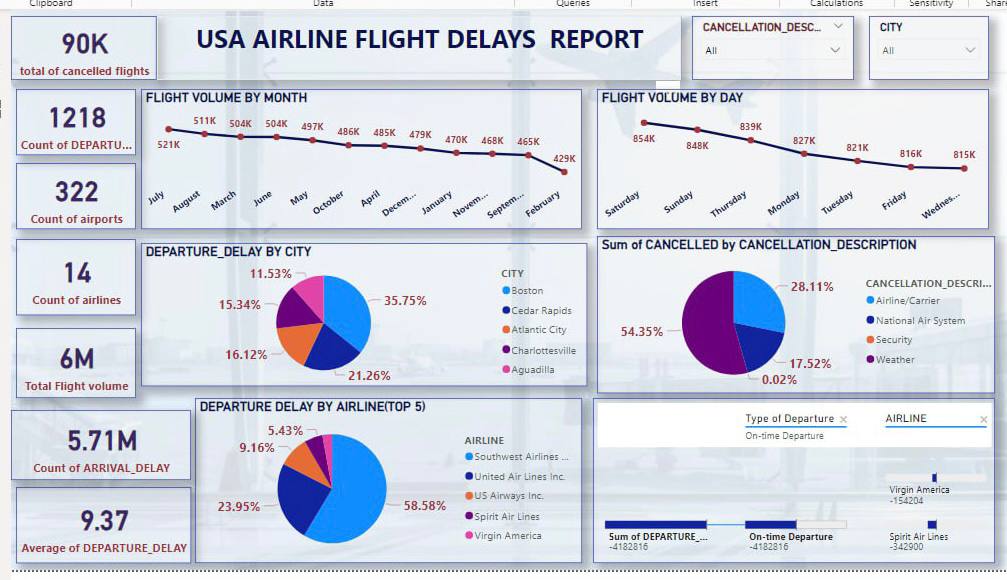 Clipboard
Data
Queries
Insert
Calculations
Sensitivity
Share
90K
total of cancelled flights
USA AIRLINE FLIGHT DELAYS REPORT
CANCELLATION_DESC...
All
CITY
All
1218
Count of DEPARTU...
322
Count of airports
14
Count of airlines
6M
Total Flight volume
5.71M
Count of ARRIVAL_DELAY
9.37
Average of DEPARTURE_DELAY
FLIGHT VOLUME BY MONTH
521K
511K
504K
504K
497K
486K
485K
479K
470K
468K
465K
429K
July
August
March
June
May
October
April
Decem...
January
Novem...
Septem...
February
FLIGHT VOLUME BY DAY
854K
848K
839K
827K
821K
816K
815K
Saturday
Sunday
Thursday
Monday
Tuesday
Friday
Wednes...
DEPARTURE_DELAY BY CITY
11.53%
15.34%
16.12%
35.75%
21.26%
CITY
Boston
Cedar Rapids
Atlantic City
Charlottesville
Aguadilla
Sum of CANCELLED by CANCELLATION_DESCRIPTION
54.35%
28.11%
17.52%
0.02%
CANCELLATION_DESCRI...
Airline/Carrier
National Air System
Security
Weather
DEPARTURE DELAY BY AIRLINE(TOP 5)
5.43%
9.16%
23.95%
58.58%
AIRLINE
Southwest Airlines ...
United Air Lines Inc.
US Airways Inc.
Spirit Air Lines
Virgin America
Type of Departure
On-time Departure
AIRLINE
Virgin America
-154204
Sum of DEPARTURE_...
-4182816
On-time Departure
-4182816
Spirit Air Lines
-342900